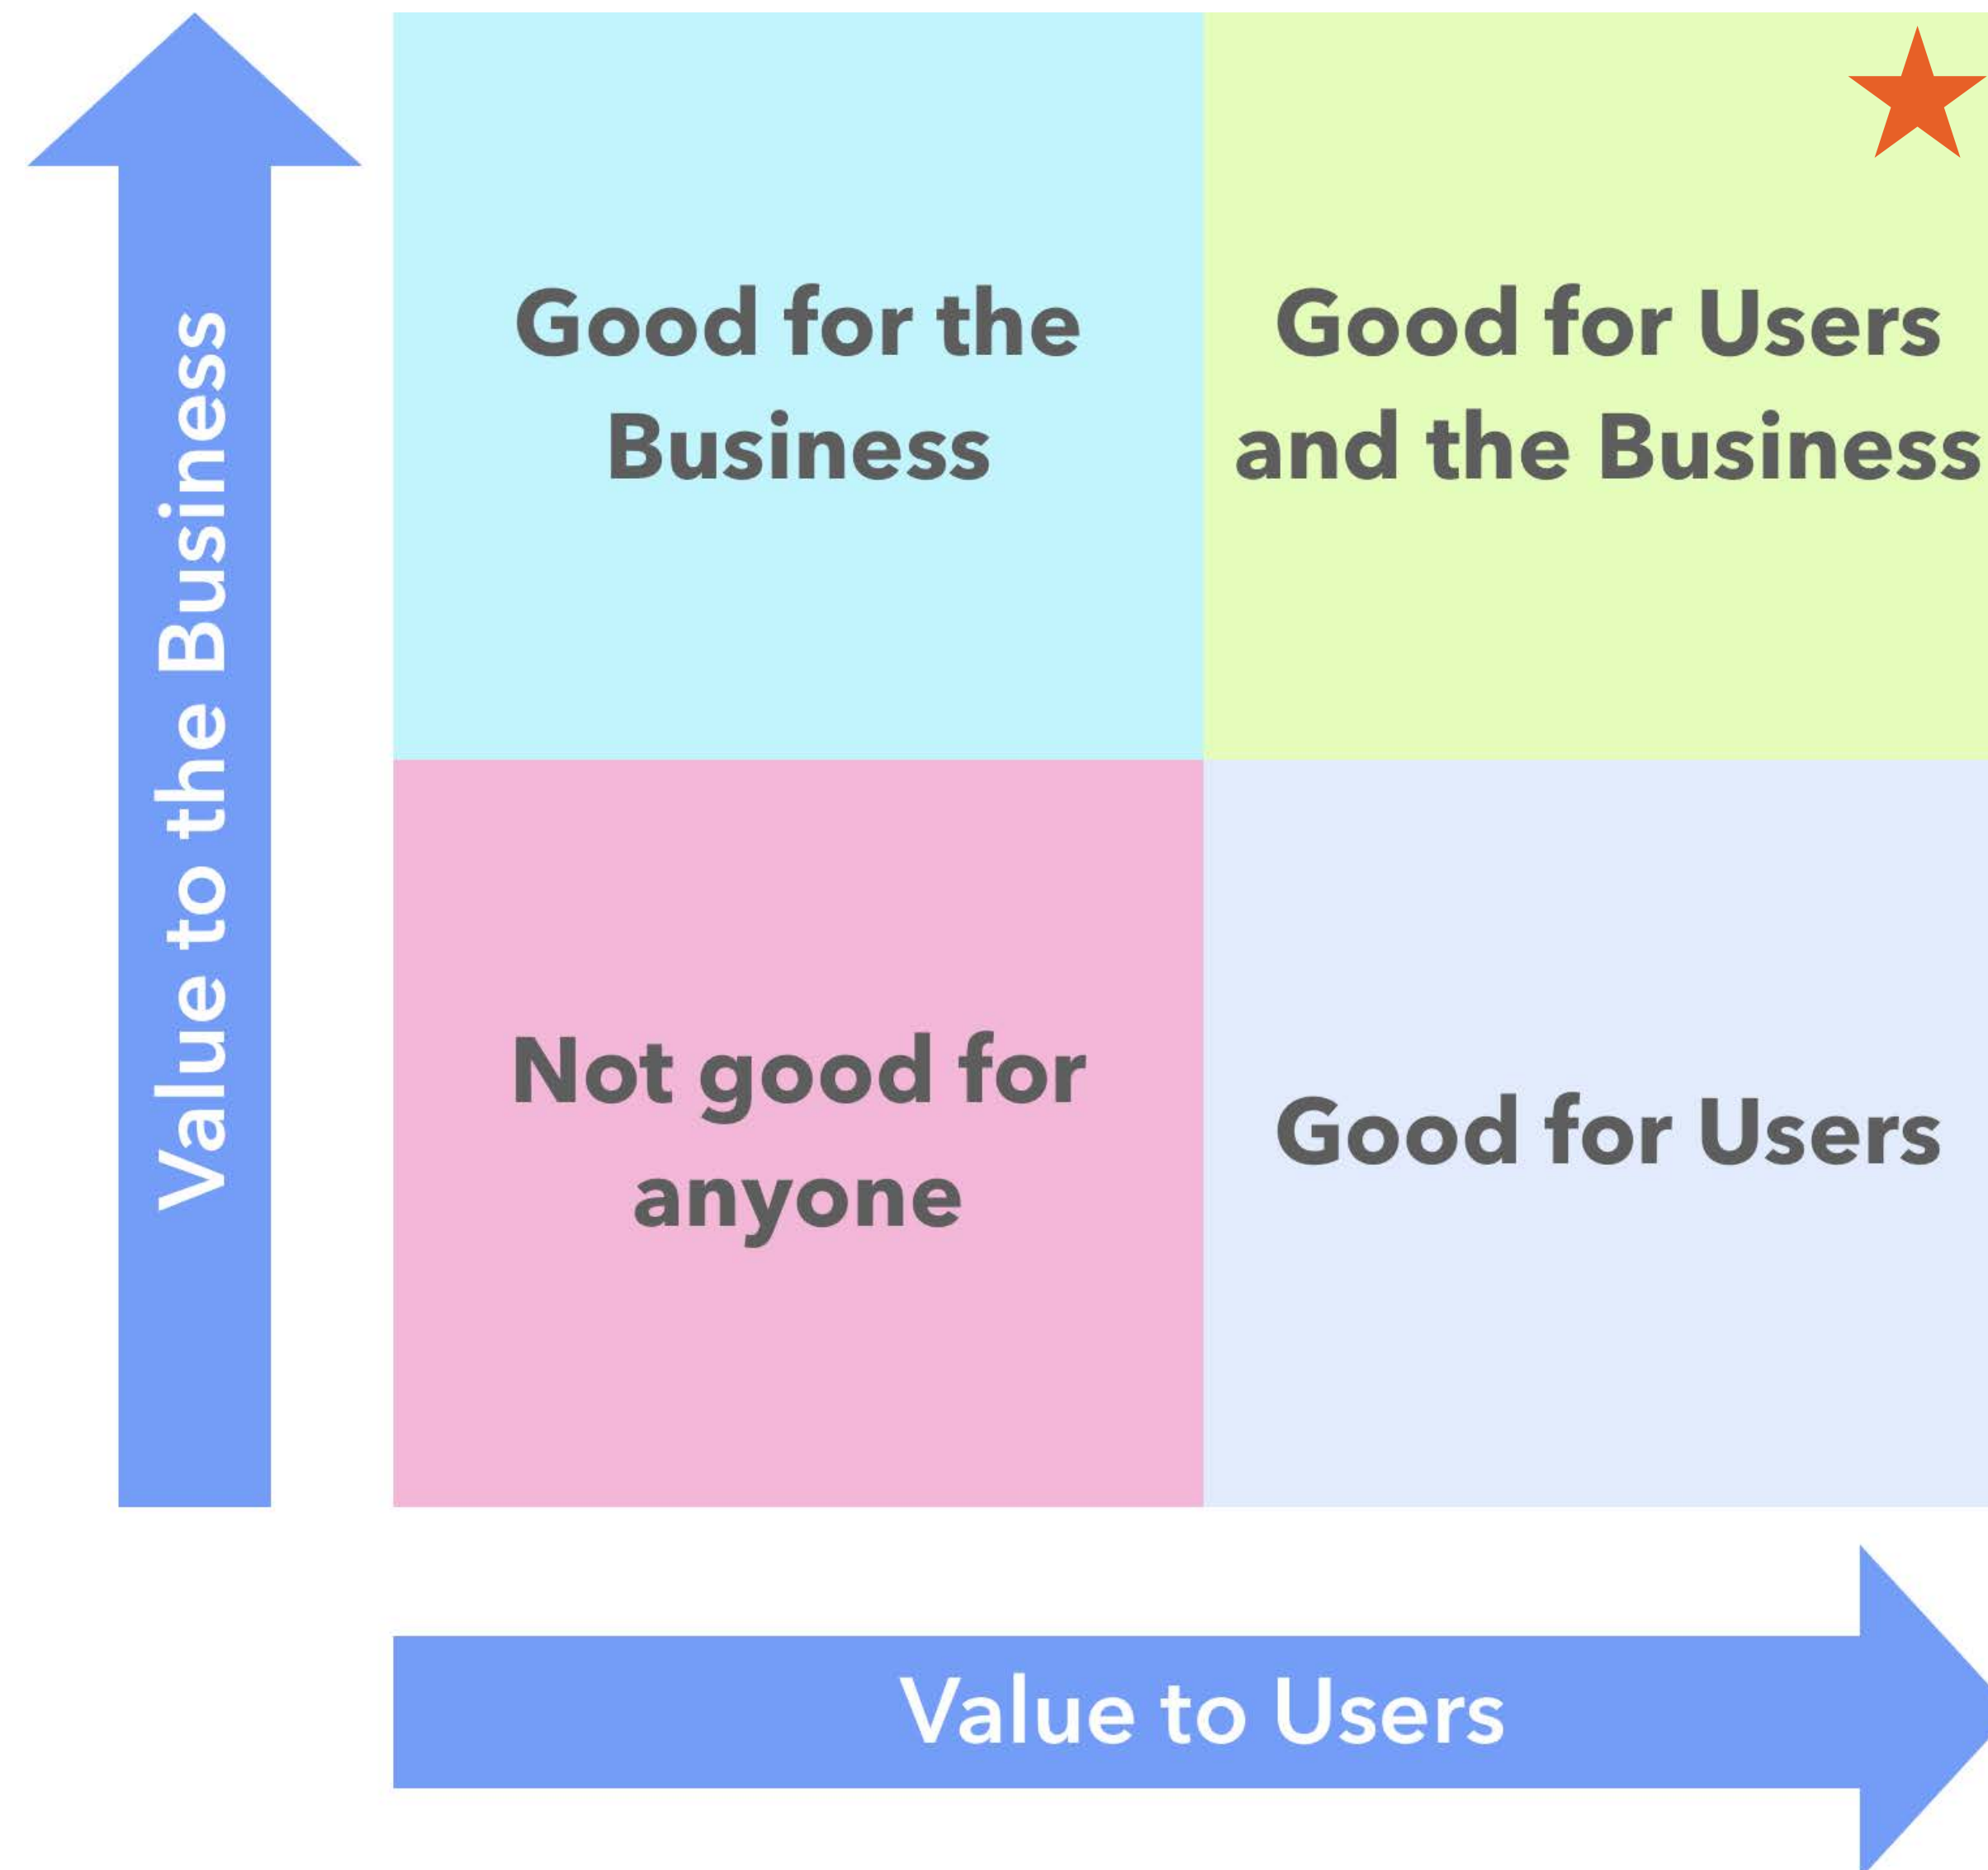 Value to the Business
Good for the
Business
Good for Users
and the Business
Not good for
anyone
Good for Users
Value to Users